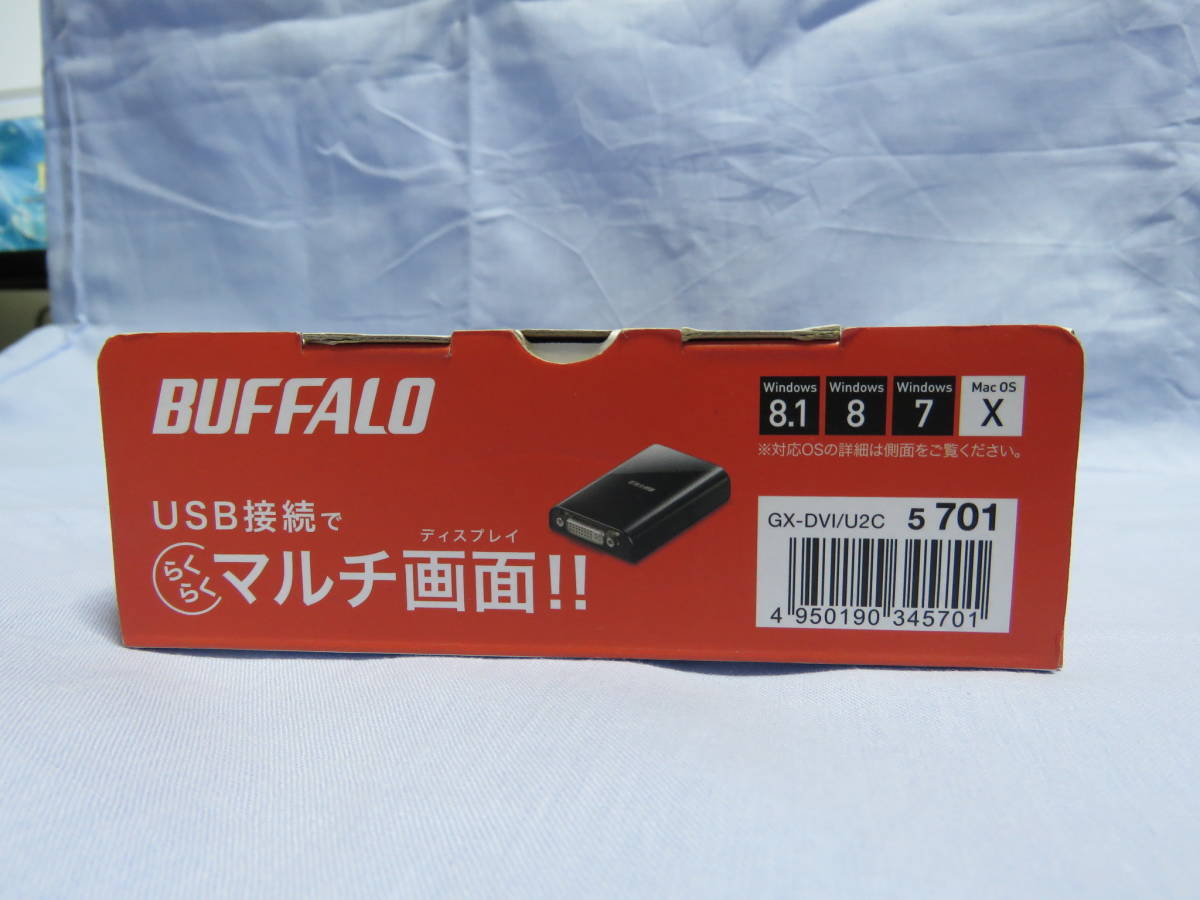 BUFFALO
USB接続で
らくらく
ディスプレイ
マルチ画面!!
BUFFALO
Windows 8.1
Windows 8
Windows 7
Mac OS X
※対応OSの詳細は側面をご覧ください。
GX-DVI/U2C 5 701
4 950190 345701